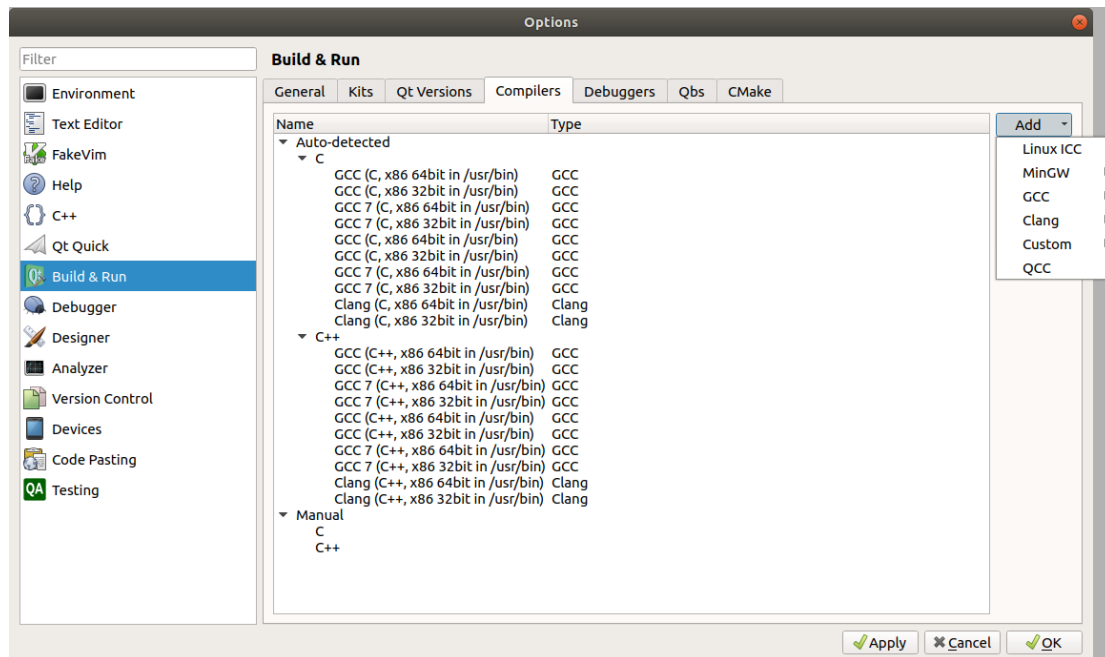 Options
Filter
Environment
Text Editor
FakeVim
Help
C++
Qt Quick
Build & Run
Debugger
Designer
Analyzer
Version Control
Devices
Code Pasting
QA Testing
Build & Run
General Kits Qt Versions Compilers Debuggers Qbs CMake
Name Type
Auto-detected
C
GCC (C, x86 64bit in /usr/bin) GCC
GCC (C, x86 32bit in /usr/bin) GCC
GCC 7 (C, x86 64bit in /usr/bin) GCC
GCC 7 (C, x86 32bit in /usr/bin) GCC
GCC (C, x86 64bit in /usr/bin) GCC
GCC (C, x86 32bit in /usr/bin) GCC
GCC 7 (C, x86 64bit in /usr/bin) GCC
GCC 7 (C, x86 32bit in /usr/bin) GCC
Clang (C, x86 64bit in /usr/bin) Clang
Clang (C, x86 32bit in /usr/bin) Clang
C++
GCC (C++, x86 64bit in /usr/bin) GCC
GCC (C++, x86 32bit in /usr/bin) GCC
GCC 7 (C++, x86 64bit in /usr/bin) GCC
GCC 7 (C++, x86 32bit in /usr/bin) GCC
GCC (C++, x86 64bit in /usr/bin) GCC
GCC (C++, x86 32bit in /usr/bin) GCC
GCC 7 (C++, x86 64bit in /usr/bin) GCC
GCC 7 (C++, x86 32bit in /usr/bin) GCC
Clang (C++, x86 64bit in /usr/bin) Clang
Clang (C++, x86 32bit in /usr/bin) Clang
Manual
C
C++
Add
Linux ICC
MinGW
GCC
Clang
Custom
QCC
Apply Cancel OK